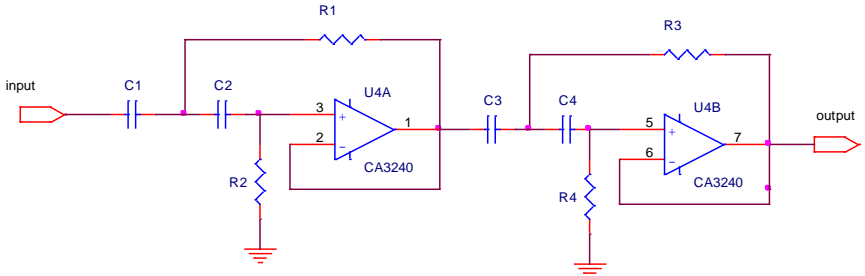 R1
R3
input
C1
C2
U4A
C3
C4
U4B
output
3
+
1
2
-
5
+
7
6
-
CA3240
CA3240
R2
R4